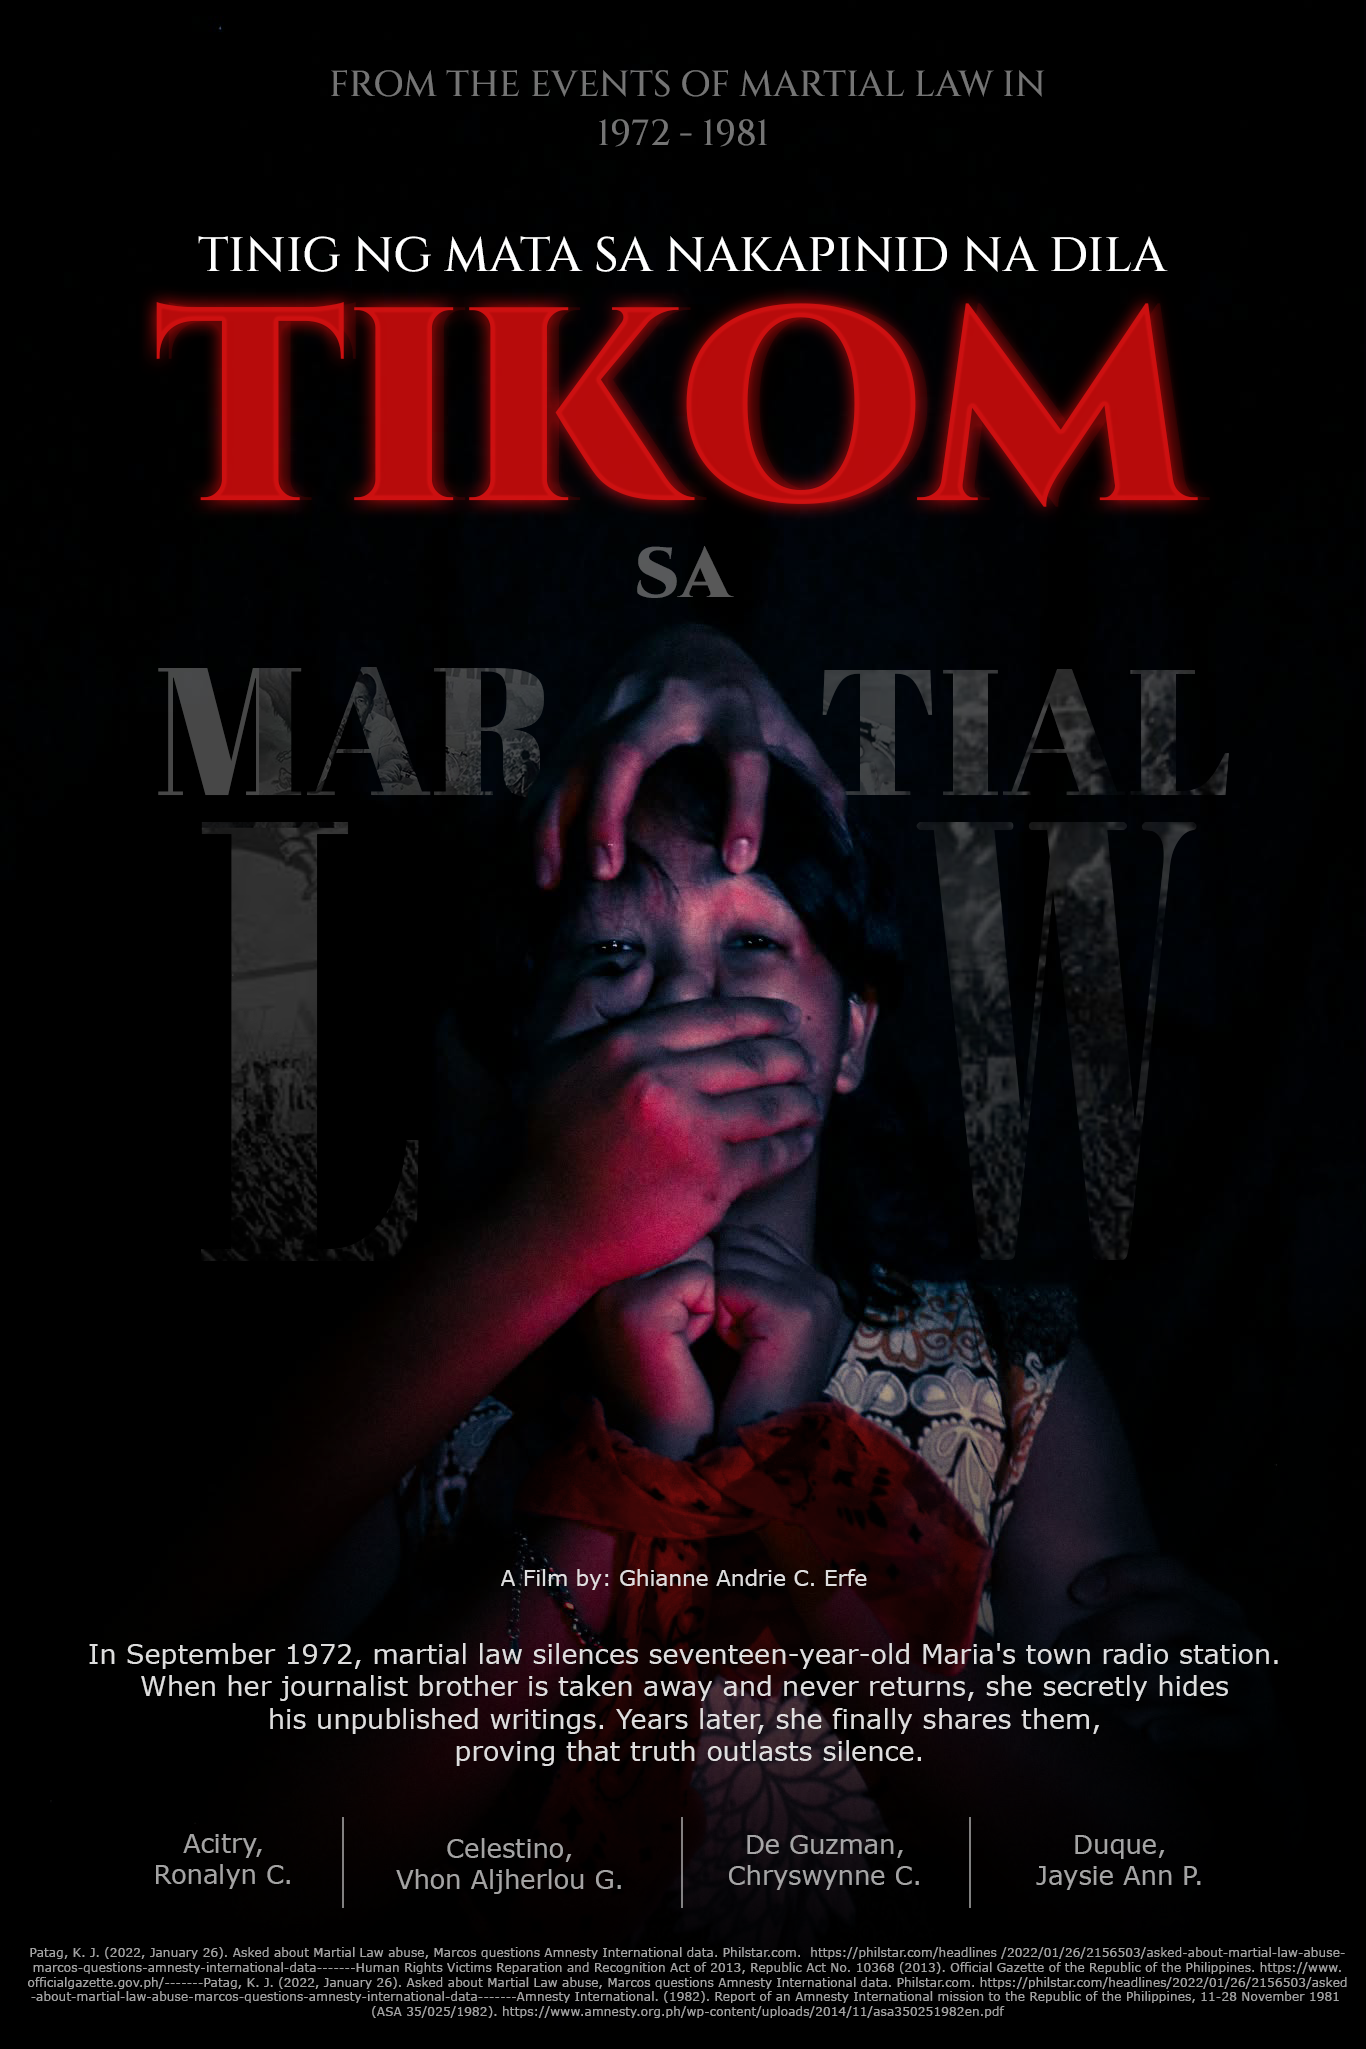 FROM THE EVENTS OF MARTIAL LAW IN
1972 - 1981
TINIG NG MATA SA NAKAPINID NA DILA
TIKOM
SA
MARTIAL
LAW
A Film by: Ghianne Andrie C. Erfe
In September 1972, martial law silences seventeen-year-old Maria's town radio station.
When her journalist brother is taken away and never returns, she secretly hides
his unpublished writings. Years later, she finally shares them,
proving that truth outlasts silence.
Acitry,
Ronalyn C.
Celestino,
Vhon Aljherlou G.
De Guzman,
Chryswynne C.
Duque,
Jaysie Ann P.
Patag, K. J. (2022, January 26). Asked about Martial Law abuse, Marcos questions Amnesty International data. Philstar.com.  https://philstar.com/headlines /2022/01/26/2156503/asked-about-martial-law-abuse-
marcos-questions-amnesty-international-data-------Human Rights Victims Reparation and Recognition Act of 2013, Republic Act No. 10368 (2013). Official Gazette of the Republic of the Philippines. https://www.
officialgazette.gov.ph/-------Patag, K. J. (2022, January 26). Asked about Martial Law abuse, Marcos questions Amnesty International data. Philstar.com. https://philstar.com/headlines/2022/01/26/2156503/asked
-about-martial-law-abuse-marcos-questions-amnesty-international-data-------Amnesty International. (1982). Report of an Amnesty International mission to the Republic of the Philippines, 11-28 November 1981
(ASA 35/025/1982). https://www.amnesty.org.ph/wp-content/uploads/2014/11/asa350251982en.pdf